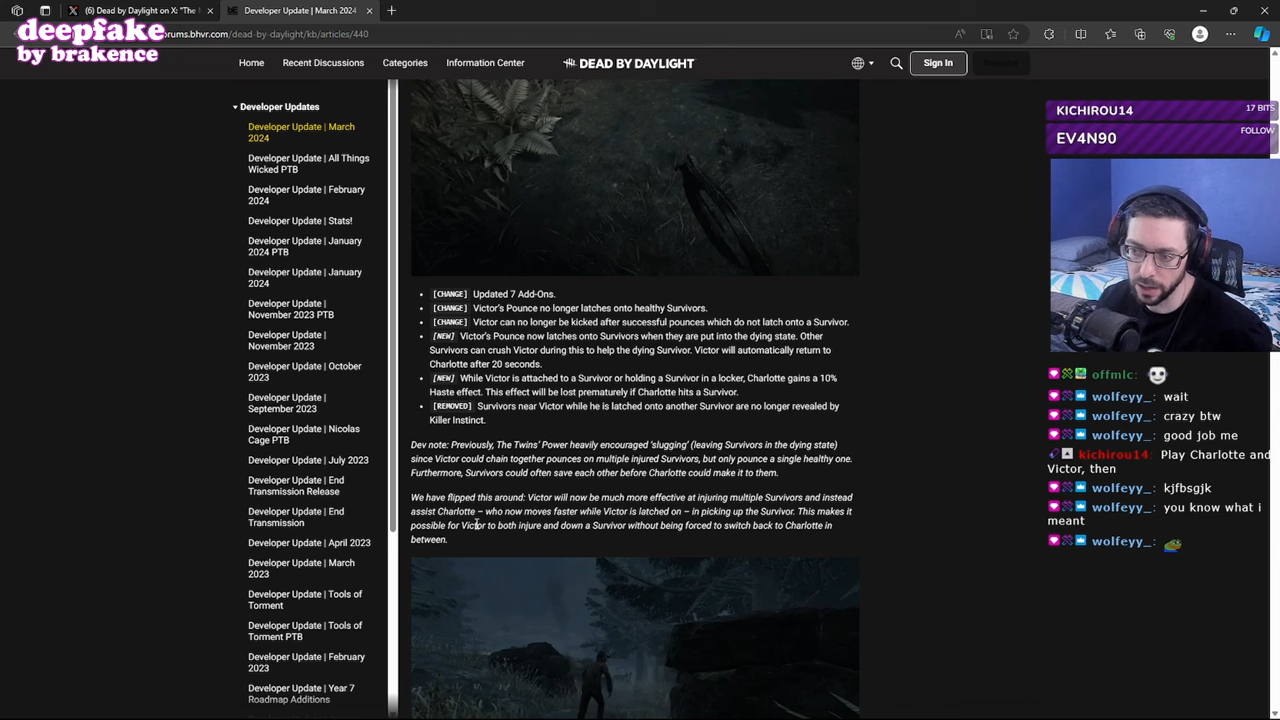 (6) Dead by Daylight on X: "The
Developer Update | March 2024
deepfake
by brakence
orums.bhvr.com/dead-by-daylight/kb/articles/440
Home
Recent Discussions
Categories
Information Center
DEAD BY DAYLIGHT
Sign In
Register
Developer Updates
Developer Update | March
2024
Developer Update | All Things
Wicked PTB
Developer Update | February
2024
Developer Update | Stats!
Developer Update | January
2024 PTB
Developer Update | January
2024
Developer Update |
November 2023 PTB
Developer Update |
November 2023
Developer Update | October
2023
Developer Update |
September 2023
Developer Update | Nicolas
Cage PTB
Developer Update | July 2023
Developer Update | End
Transmission Release
Developer Update | End
Transmission
Developer Update | April 2023
Developer Update | March
2023
Developer Update | Tools of
Torment
Developer Update | Tools of
Torment PTB
Developer Update | February
2023
Developer Update | Year 7
Roadmap Additions
[CHANGE] Updated 7 Add-Ons.
[CHANGE] Victor's Pounce no longer latches onto healthy Survivors.
[CHANGE] Victor can no longer be kicked after successful pounces which do not latch onto a Survivor.
[NEW] Victor's Pounce now latches onto Survivors when they are put into the dying state. Other
Survivors can crush Victor during this to help the dying Survivor. Victor will automatically return to
Charlotte after 20 seconds.
[NEW] While Victor is attached to a Survivor or holding a Survivor in a locker, Charlotte gains a 10%
Haste effect. This effect will be lost prematurely if Charlotte hits a Survivor.
[REMOVED] Survivors near Victor while he is latched onto another Survivor are no longer revealed by
Killer Instinct.
Dev note: Previously, The Twins' Power heavily encouraged 'slugging' (leaving Survivors in the dying state)
since Victor could chain together pounces on multiple injured Survivors, but only pounce a single healthy one.
Furthermore, Survivors could often save each other before Charlotte could make it to them.
We have flipped this around: Victor will now be much more effective at injuring multiple Survivors and instead
assist Charlotte – who now moves faster while Victor is latched on – in picking up the Survivor. This makes it
possible for Victor to both injure and down a Survivor without being forced to switch back to Charlotte in
between.
KICHIROU14
17 BITS
EV4N90
FOLLOW
offmlc:
wolfeyy_: wait
wolfeyy_: crazy btw
wolfeyy_: good job me
kichirou14: Play Charlotte and
Victor, then
wolfeyy_: kjfbsgjk
wolfeyy_: you know what i
meant
wolfeyy_: